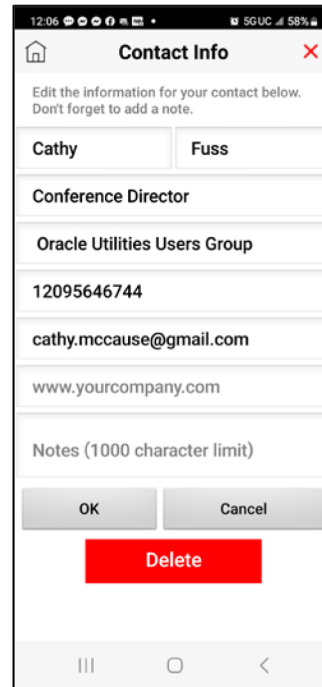 12:06 5GUC 58%
Contact Info
Edit the information for your contact below.
Don't forget to add a note.
Cathy Fuss
Conference Director
Oracle Utilities Users Group
12095646744
cathy.mccause@gmail.com
www.yourcompany.com
Notes (1000 character limit)
OK Cancel
Delete